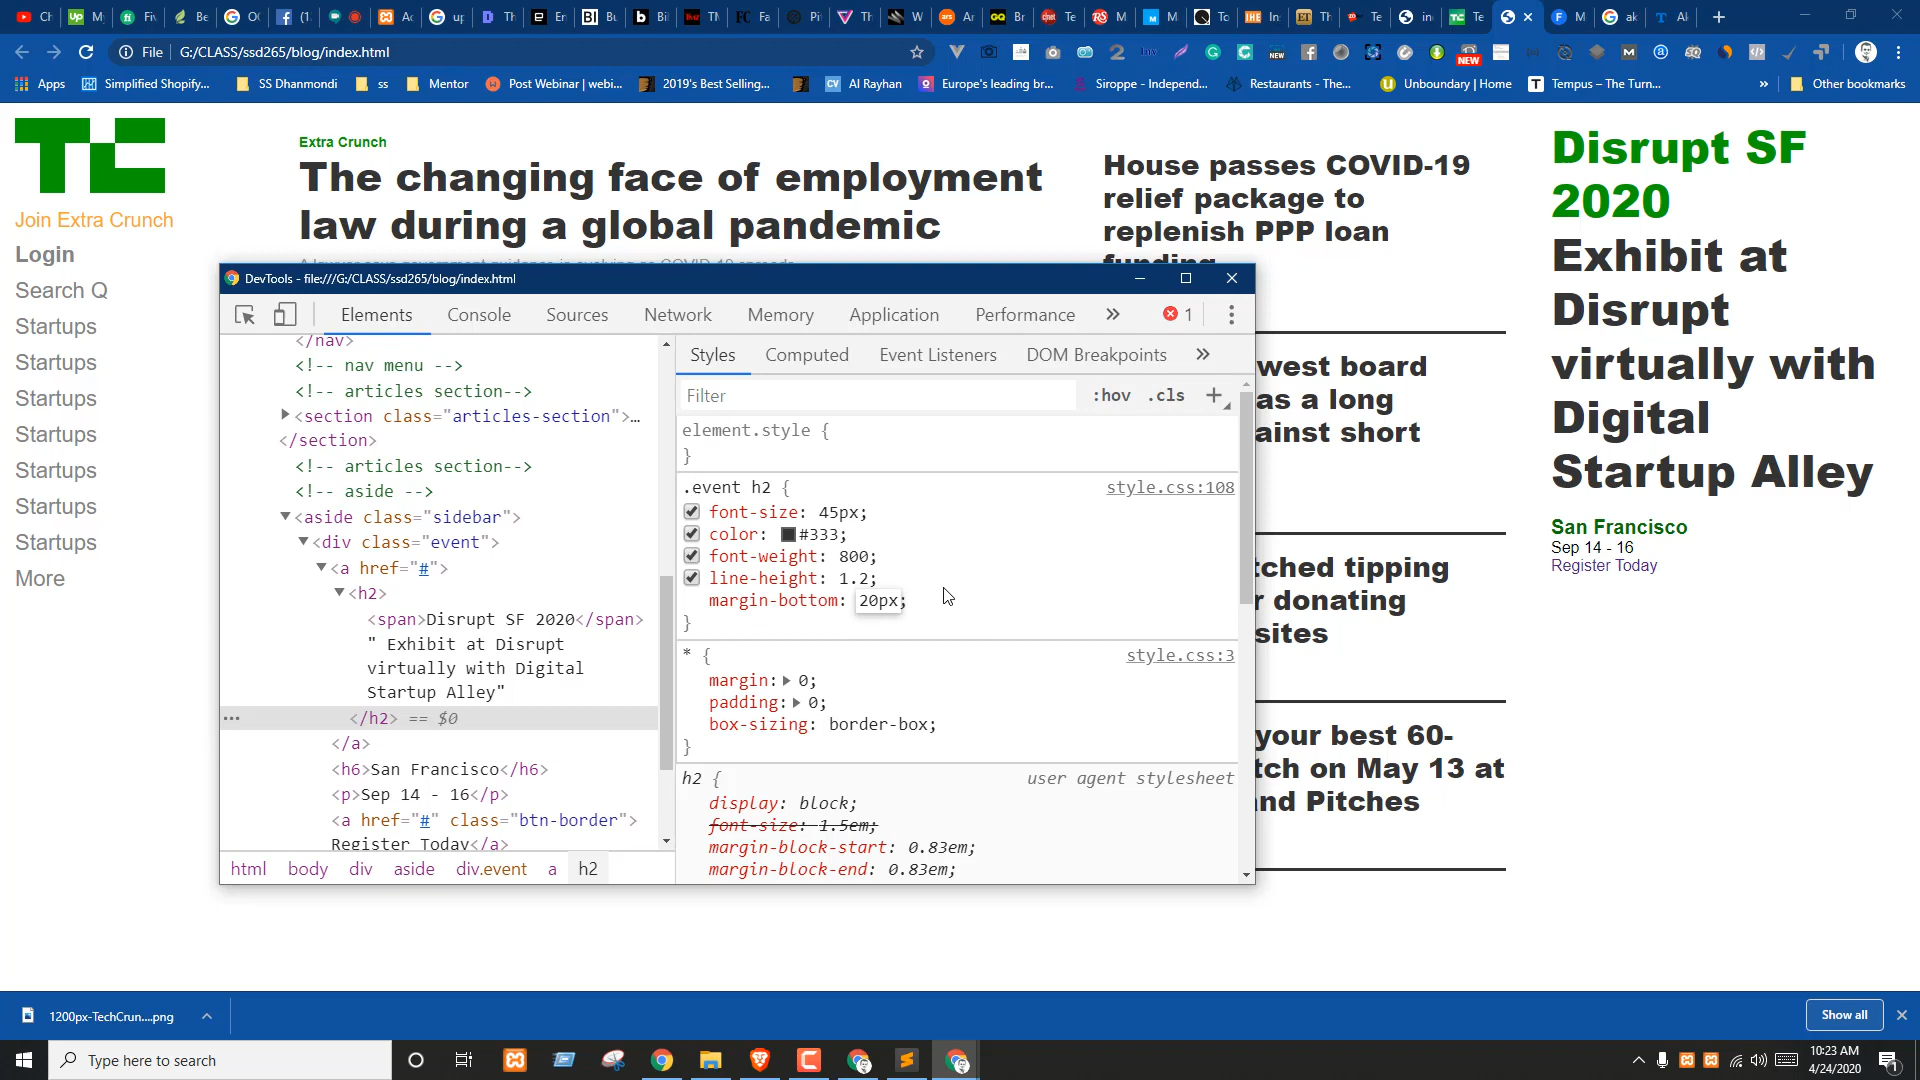 File
G:/CLASS/ssd265/blog/index.html
NEW
NEW
Apps
Simplified Shopify...
SS Dhanmondi
ss
Mentor
Post Webinar | webi...
2019's Best Selling...
Al Rayhan
Europe's leading br...
Siroppe - Independ...
Restaurants - The...
Unboundary | Home
Tempus – The Turn...
»
Other bookmarks
TC
Join Extra Crunch
Login
Search Q
Startups
Startups
Startups
Startups
Startups
Startups
Startups
More
Extra Crunch
The changing face of employment
law during a global pandemic
House passes COVID-19
relief package to
replenish PPP loan
funding
west board
as a long
ainst short
tched tipping
r donating
sites
your best 60-
tch on May 13 at
nd Pitches
Disrupt SF
2020
Exhibit at
Disrupt
virtually with
Digital
Startup Alley
San Francisco
Sep 14 - 16
Register Today
DevTools - file:///G:/CLASS/ssd265/blog/index.html
Elements
Console
Sources
Network
Memory
Application
Performance
»
1
</nav>
<!-- nav menu -->
<!-- articles section-->
<section class="articles-section">…
</section>
<!-- articles section-->
<!-- aside -->
<aside class="sidebar">
<div class="event">
<a href="#">
<h2>
<span>Disrupt SF 2020</span>
" Exhibit at Disrupt
virtually with Digital
Startup Alley"
</h2> == $0
</a>
<h6>San Francisco</h6>
<p>Sep 14 - 16</p>
<a href="#" class="btn-border">
Register Today</a>
html
body
div
aside
div.event
a
h2
Styles
Computed
Event Listeners
DOM Breakpoints
»
Filter
:hov
.cls
+
element.style {
}
.event h2 {
style.css:108
font-size: 45px;
color: #333;
font-weight: 800;
line-height: 1.2;
margin-bottom: 20px;
}
* {
style.css:3
margin: 0;
padding: 0;
box-sizing: border-box;
}
h2 {
user agent stylesheet
display: block;
font-size: 1.5em;
margin-block-start: 0.83em;
margin-block-end: 0.83em;
1200px-TechCrun....png
Show all
Type here to search
10:23 AM
4/24/2020
1